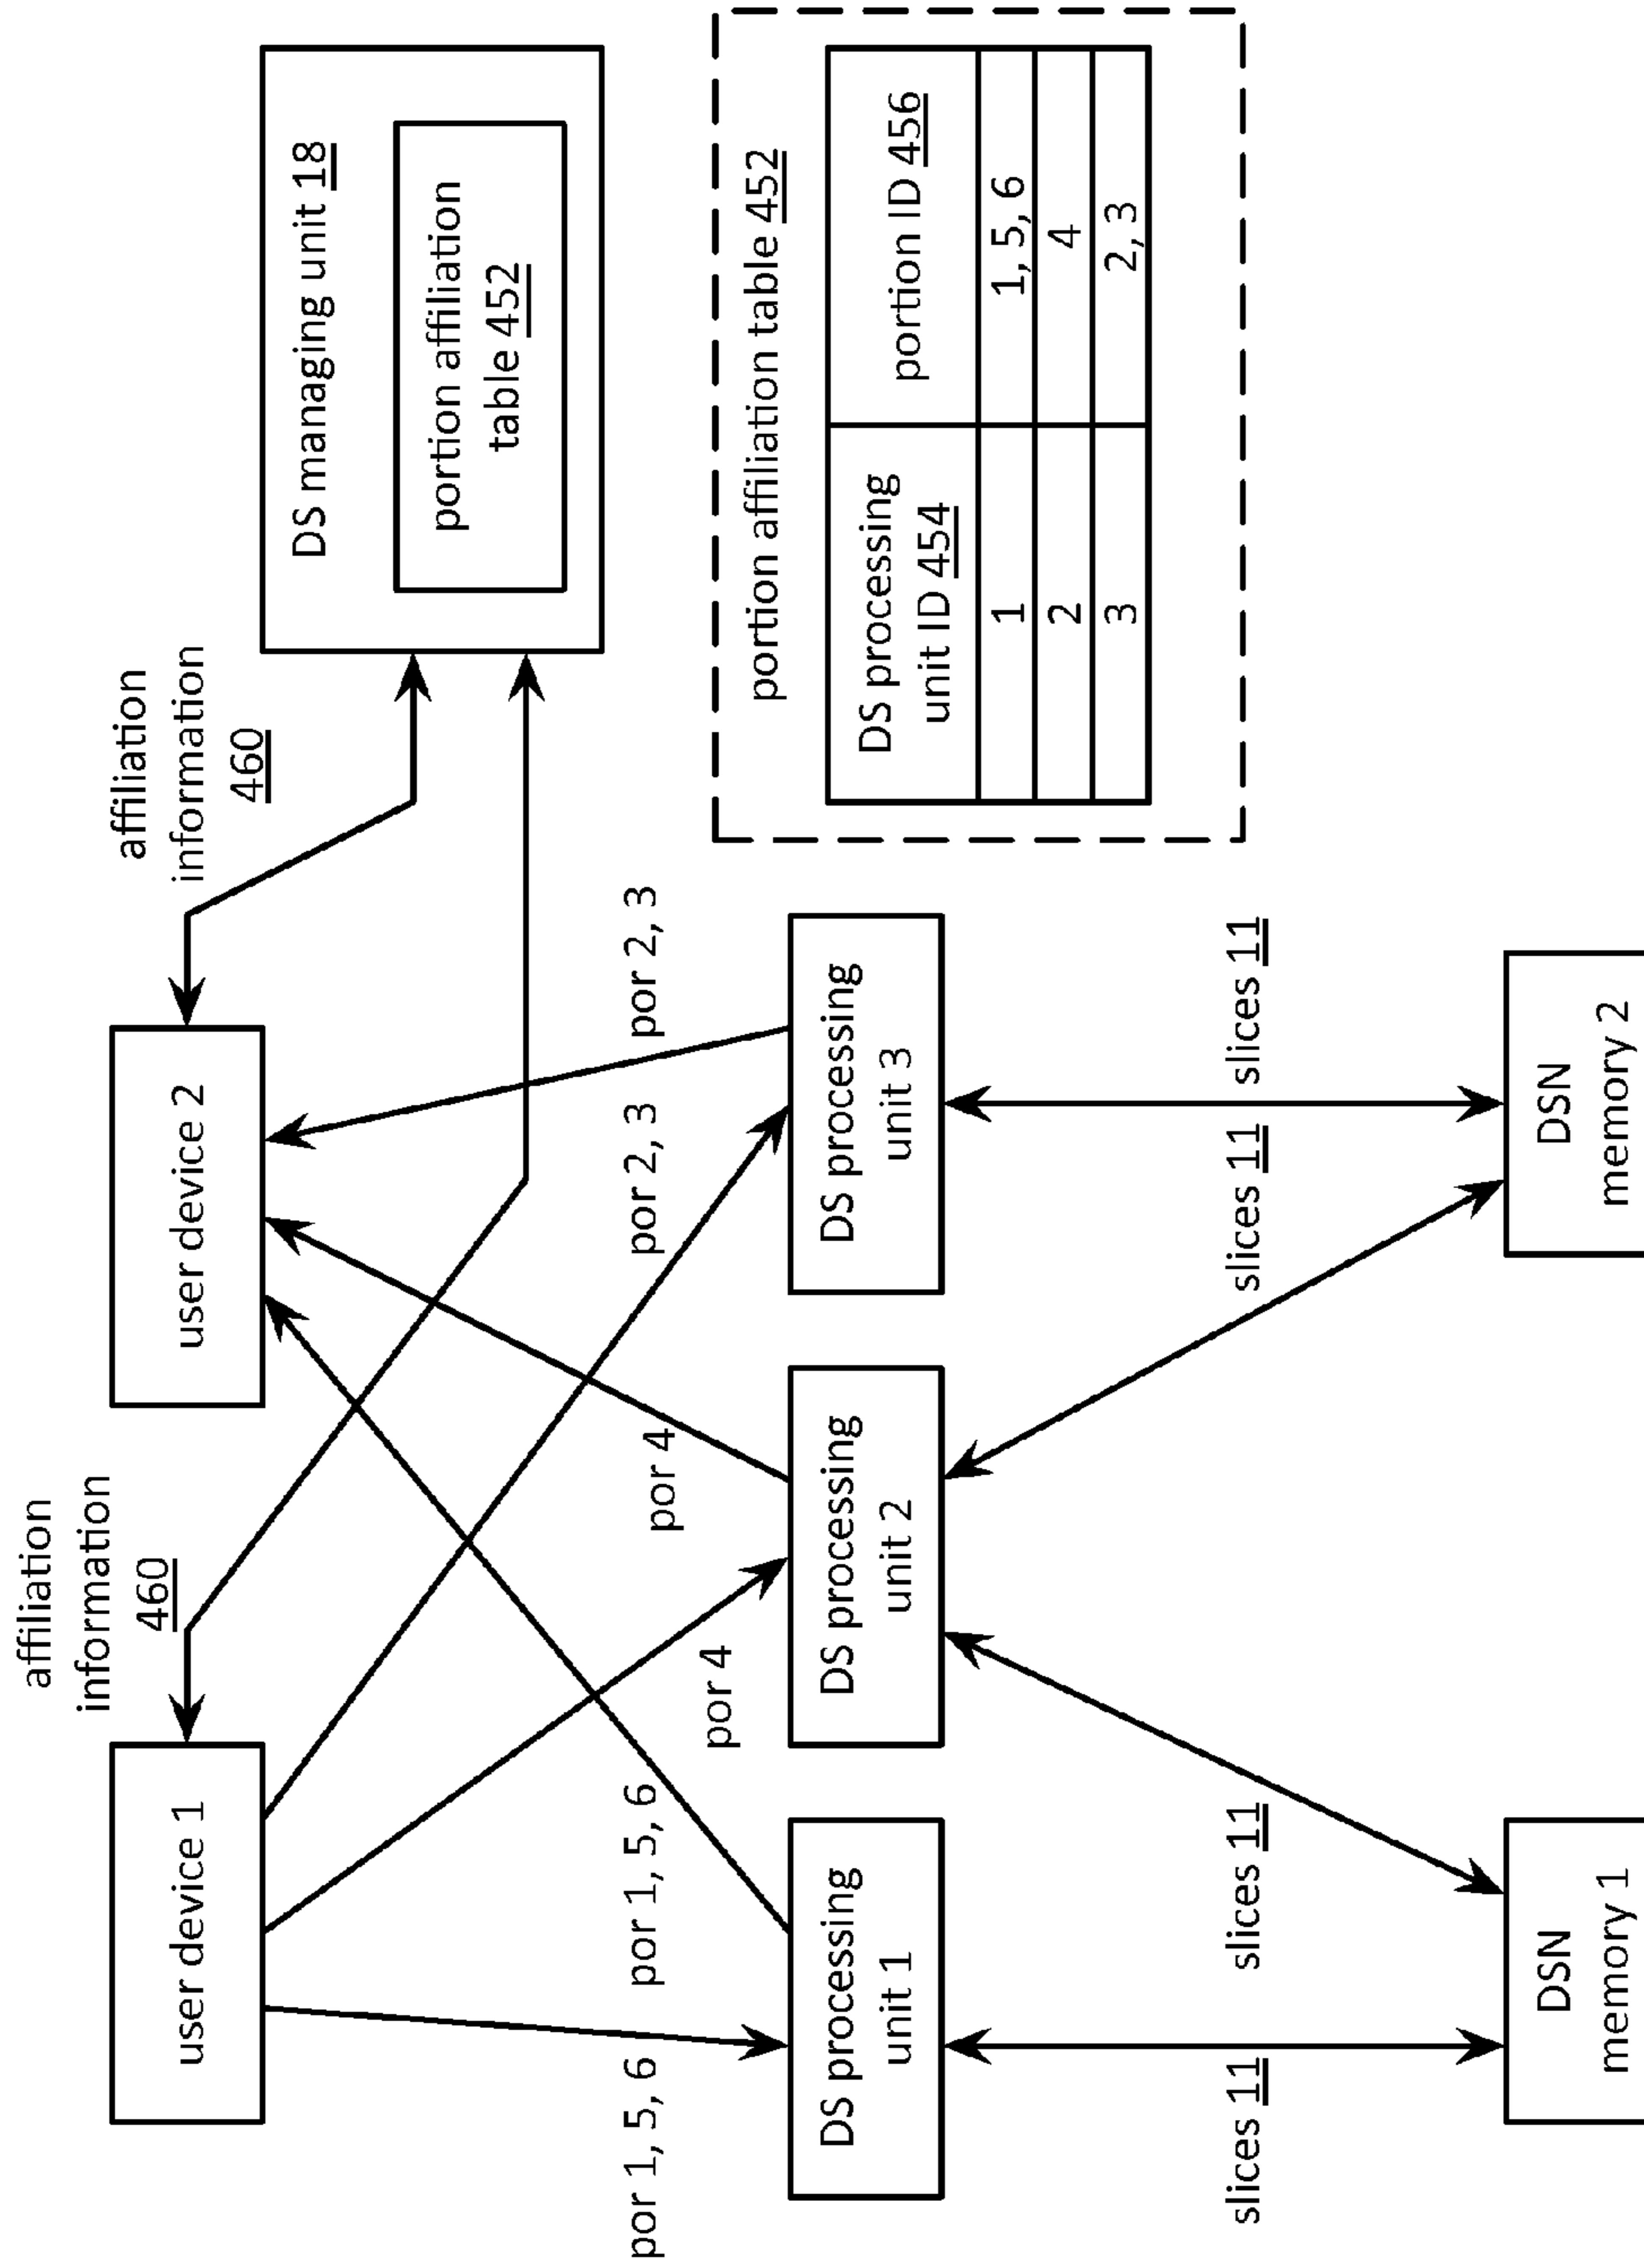 affiliation
information
460
affiliation
information
460
user device 1
user device 2
DS managing unit 18
portion affiliation
table 452
por 1, 5, 6
por 1, 5, 6
por 4
por 4
por 2, 3
por 2, 3
DS processing
unit 1
DS processing
unit 2
DS processing
unit 3
portion affiliation table 452
DS processing
unit ID 454
portion ID 456
1
1, 5, 6
2
4
3
2, 3
slices 11
slices 11
slices 11
slices 11
DSN
memory 1
DSN
memory 2